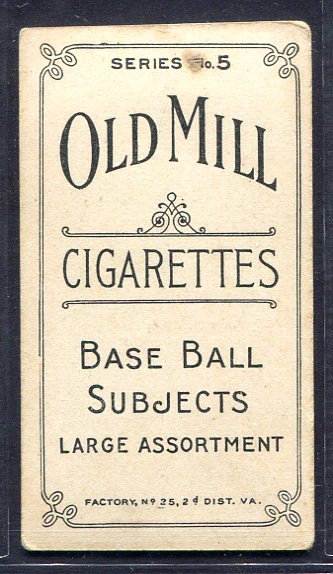 SERIES No. 5
OLD MILL
CIGARETTES
BASE BALL
SUBJECTS
LARGE ASSORTMENT
FACTORY, Nº 25, 2d DIST. VA.